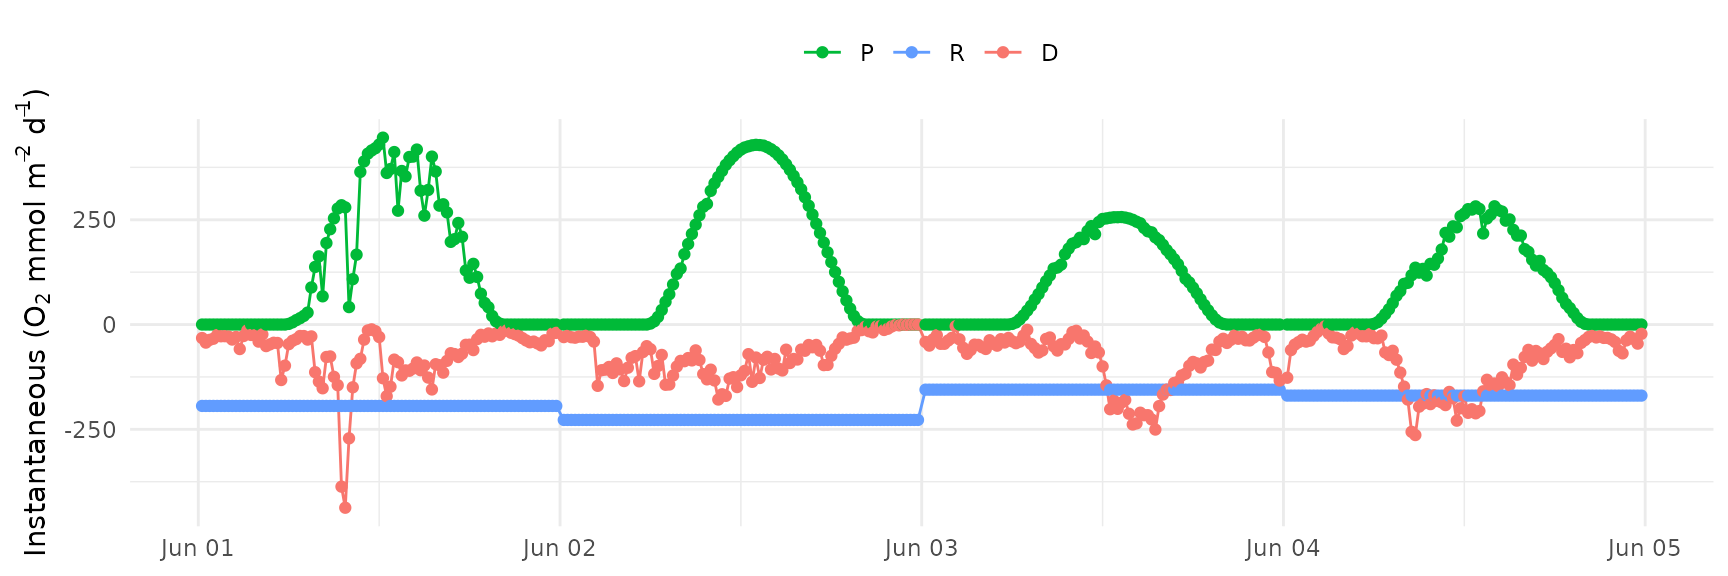 P R D
Instantaneous (O₂ mmol m⁻² d⁻¹)
250
0
-250
Jun 01 Jun 02 Jun 03 Jun 04 Jun 05